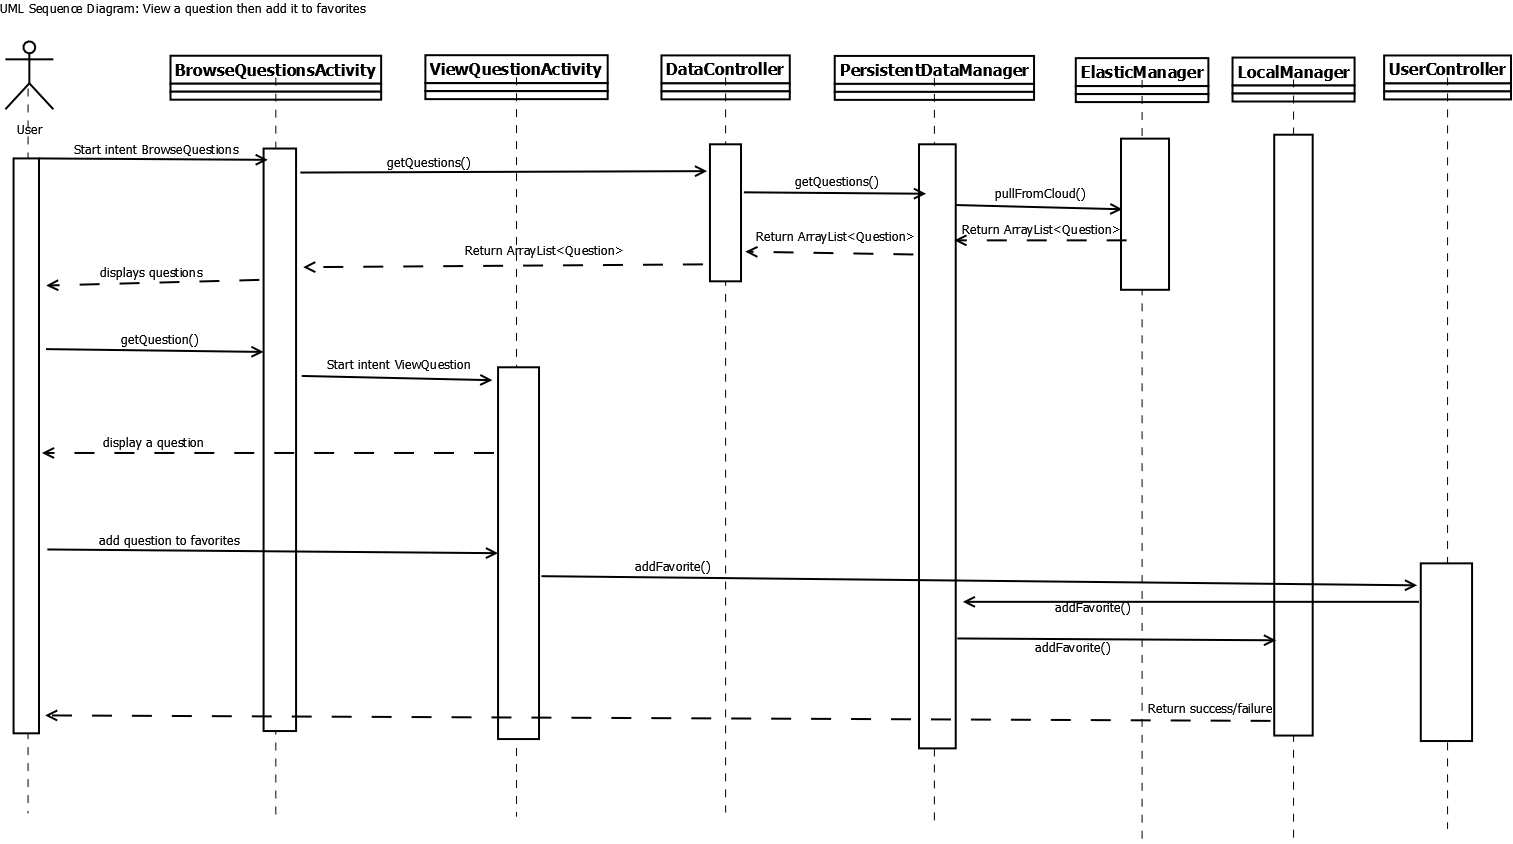 UML Sequence Diagram: View a question then add it to favorites
BrowseQuestionsActivity
ViewQuestionActivity
DataController
PersistentDataManager
ElasticManager
LocalManager
UserController
User
Start intent BrowseQuestions
getQuestions()
getQuestions()
pullFromCloud()
Return ArrayList<Question>
Return ArrayList<Question>
Return ArrayList<Question>
displays questions
getQuestion()
Start intent ViewQuestion
display a question
add question to favorites
addFavorite()
addFavorite()
addFavorite()
Return success/failure